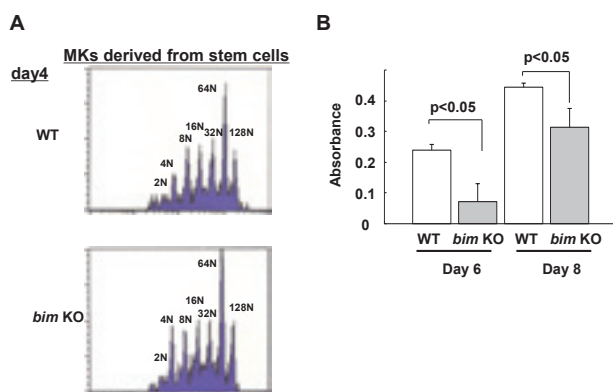 A
MKs derived from stem cells
day4
WT
2N
4N
8N
16N
32N
64N
128N
bim KO
2N
4N
8N
16N
32N
64N
128N
B
p<0.05
p<0.05
Absorbance
0.4
0.3
0.2
0.1
0
WT bim KO WT bim KO
Day 6 Day 8